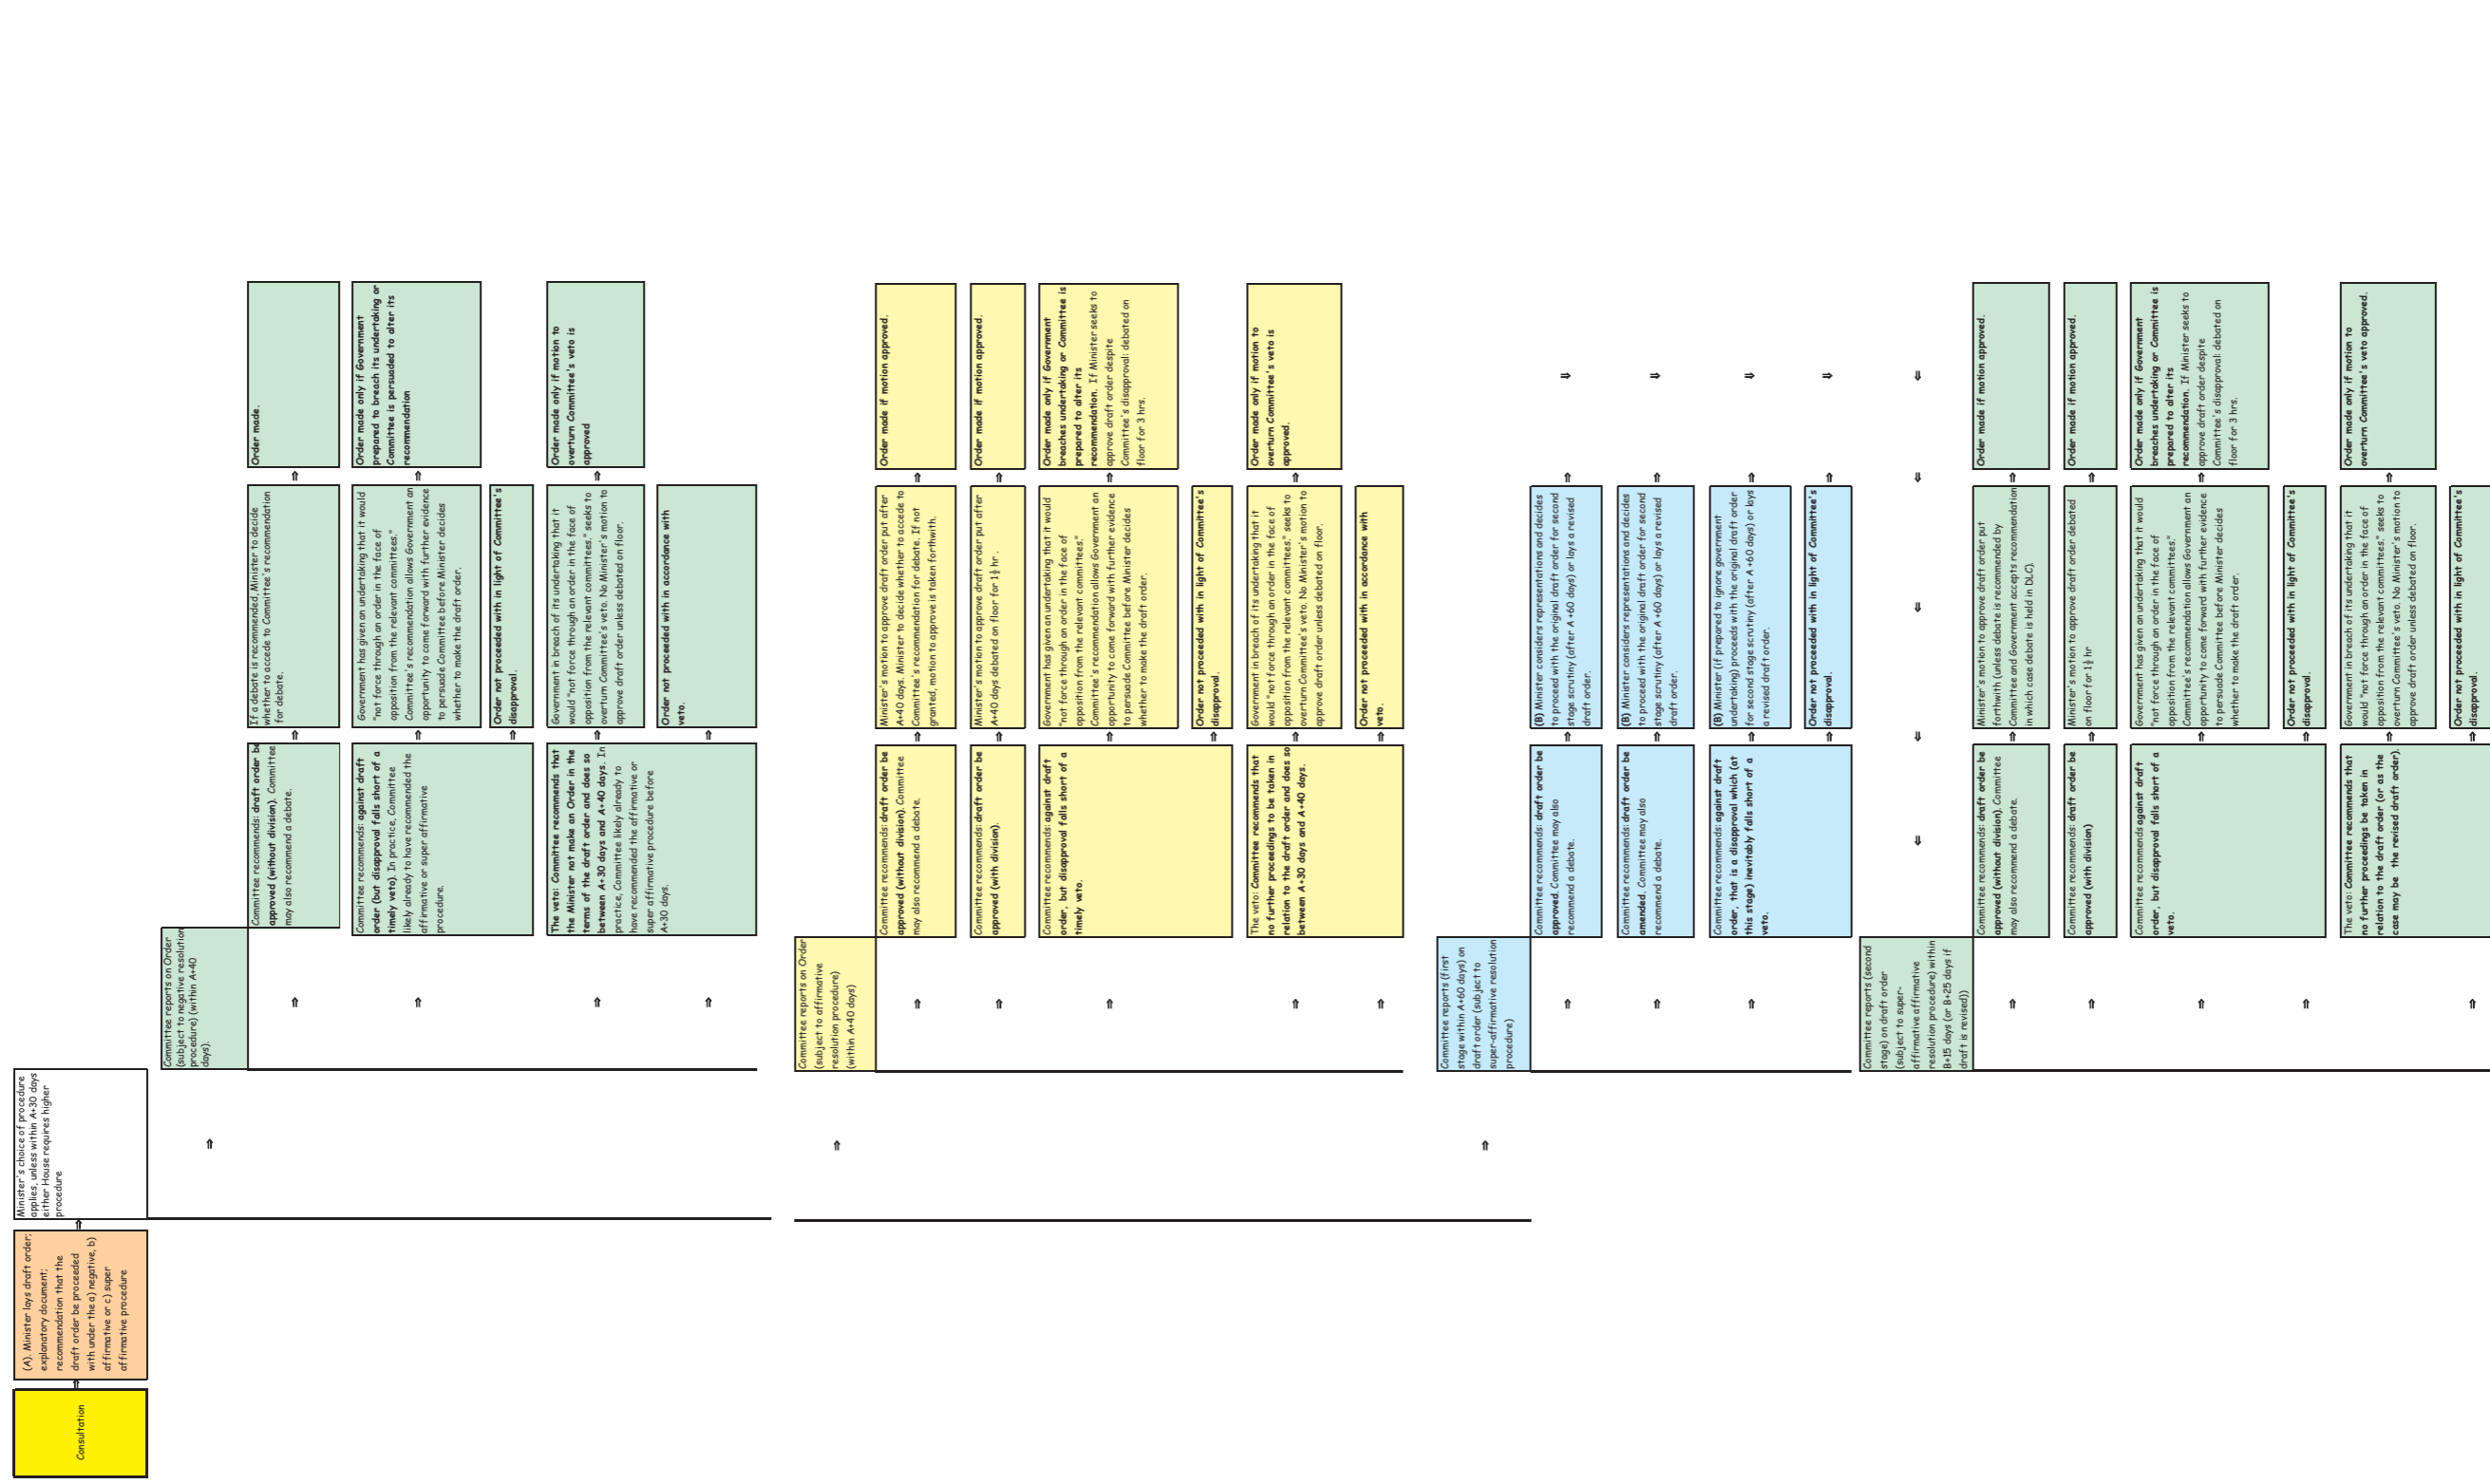 Consultation
(A). Minister lays draft order;
explanatory document;
recommendation that the
draft order be proceeded
with under the a) negative, b)
affirmative or c) super
affirmative procedure
Minister's choice of procedure
applies, unless within A+30 days
either House requires higher
procedure
Committee reports on Order
(subject to negative resolution
procedure) (within A+40
days).
Committee recommends: draft order be
approved (without division). Committee
may also recommend a debate.
If a debate is recommended, Minister to decide
whether to accede to Committee's recommendation
for debate.
Order made.
Committee recommends: against draft
order (but disapproval falls short of a
timely veto). In practice, Committee
likely already to have recommended the
affirmative or super affirmative
procedure.
Government has given an undertaking that it would
"not force through an order in the face of
opposition from the relevant committees."
Committee's recommendation allows Government an
opportunity to come forward with further evidence
to persuade Committee before Minister decides
whether to make the draft order.
Order made only if Government
prepared to breach its undertaking or
Committee is persuaded to alter its
recommendation
Order not proceeded with in light of Committee's
disapproval.
The veto: Committee recommends that
the Minister not make an Order in the
terms of the draft order and does so
between A+30 days and A+40 days. In
practice, Committee likely already to
have recommended the affirmative or
super affirmative procedure before
A+30 days.
Government in breach of its undertaking that it
would "not force through an order in the face of
opposition from the relevant committees." seeks to
overturn Committee's veto. No Minister's motion to
approve draft order unless debated on floor.
Order made only if motion to
overturn Committee's veto is
approved
Order not proceeded with in accordance with
veto.
Committee reports on Order
(subject to affirmative
resolution procedure)
(within A+40 days)
Committee recommends: draft order be
approved (without division). Committee
may also recommend a debate.
Minister's motion to approve draft order put after
A+40 days. Minister to decide whether to accede to
Committee's recommendation for debate. If not
granted, motion to approve is taken forthwith.
Order made if motion approved.
Committee recommends: draft order be
approved (with division).
Minister's motion to approve draft order put after
A+40 days debated on floor for 1½ hr.
Order made if motion approved.
Committee recommends: against draft
order, but disapproval falls short of a
timely veto.
Government has given an undertaking that it would
"not force through an order in the face of
opposition from the relevant committees."
Committee's recommendation allows Government an
opportunity to come forward with further evidence
to persuade Committee before Minister decides
whether to make the draft order.
Order made only if Government
breaches undertaking or Committee is
prepared to alter its
recommendation. If Minister seeks to
approve draft order despite
Committee's disapproval: debated on
floor for 3 hrs.
Order not proceeded with in light of Committee's
disapproval.
The veto: Committee recommends that
no further proceedings to be taken in
relation to the draft order and does so
between A+30 days and A+40 days.
Government in breach of its undertaking that it
would "not force through an order in the face of
opposition from the relevant committees." seeks to
overturn Committee's veto. No Minister's motion to
approve draft order unless debated on floor.
Order made only if motion to
overturn Committee's veto is
approved.
Order not proceeded with in accordance with
veto.
Committee reports (first
stage within A+60 days) on
draft order (subject to
super-affirmative resolution
procedure)
Committee recommends: draft order be
approved. Committee may also
recommend a debate.
(B) Minister considers representations and decides
to proceed with the original draft order for second
stage scrutiny (after A+60 days) or lays a revised
draft order.
Committee recommends: draft order be
amended. Committee may also
recommend a debate.
(B) Minister considers representations and decides
to proceed with the original draft order for second
stage scrutiny (after A+60 days) or lays a revised
draft order.
Committee recommends: against draft
order, that is a disapproval which (at
this stage) inevitably falls short of a
veto.
(B) Minister (if prepared to ignore government
undertaking) proceeds with the original draft order
for second stage scrutiny (after A+60 days) or lays
a revised draft order.
Order not proceeded with in light of Committee's
disapproval.
Committee reports (second
stage) on draft order
(subject to super-
affirmative affirmative
resolution procedure) within
B+15 days (or B+25 days if
draft is revised))
Committee recommends: draft order be
approved (without division). Committee
may also recommend a debate.
Minister's motion to approve draft order put
forthwith (unless debate is recommended by
Committee and Government accepts recommendation
in which case debate is held in DLC).
Order made if motion approved.
Committee recommends: draft order be
approved (with division)
Minister's motion to approve draft order debated
on floor for 1½ hr
Order made if motion approved.
Committee recommends against draft
order, but disapproval falls short of a
veto.
Government has given an undertaking that it would
"not force through an order in the face of
opposition from the relevant committees."
Committee's recommendation allows Government an
opportunity to come forward with further evidence
to persuade Committee before Minister decides
whether to make the draft order.
Order made only if Government
breaches undertaking or Committee is
prepared to alter its
recommendation. If Minister seeks to
approve draft order despite
Committee's disapproval: debated on
floor for 3 hrs.
Order not proceeded with in light of Committee's
disapproval.
The veto: Committee recommends that
no further proceedings be taken in
relation to the draft order (or as the
case may be the revised draft order).
Government in breach of its undertaking that it
would "not force through an order in the face of
opposition from the relevant committees." seeks to
overturn Committee's veto. No Minister's motion to
approve draft order unless debated on floor.
Order made only if motion to
overturn Committee's veto approved.
Order not proceeded with in light of Committee's
disapproval.